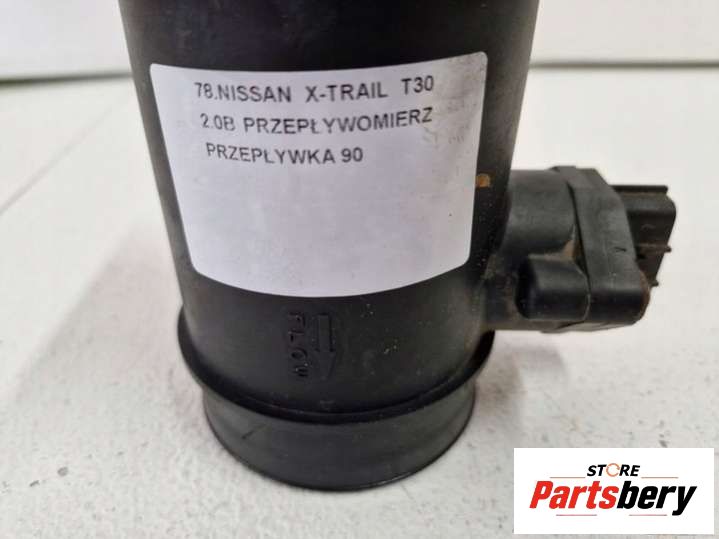 78.NISSAN X-TRAIL T30
2.0B PRZEPŁYWOMIERZ
PRZEPŁYWKA 90
FLOW
STORE
Partsbery